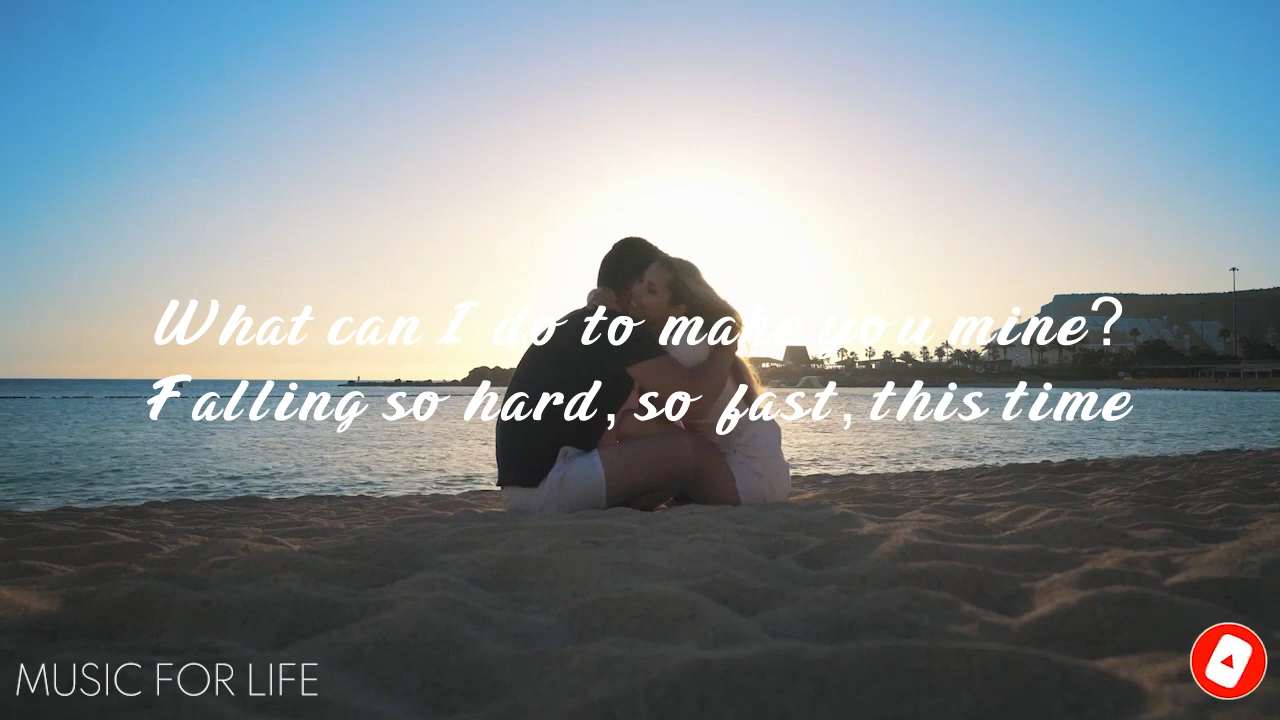 What can I do to make you mine?
Falling so hard, so fast, this time
MUSIC FOR LIFE